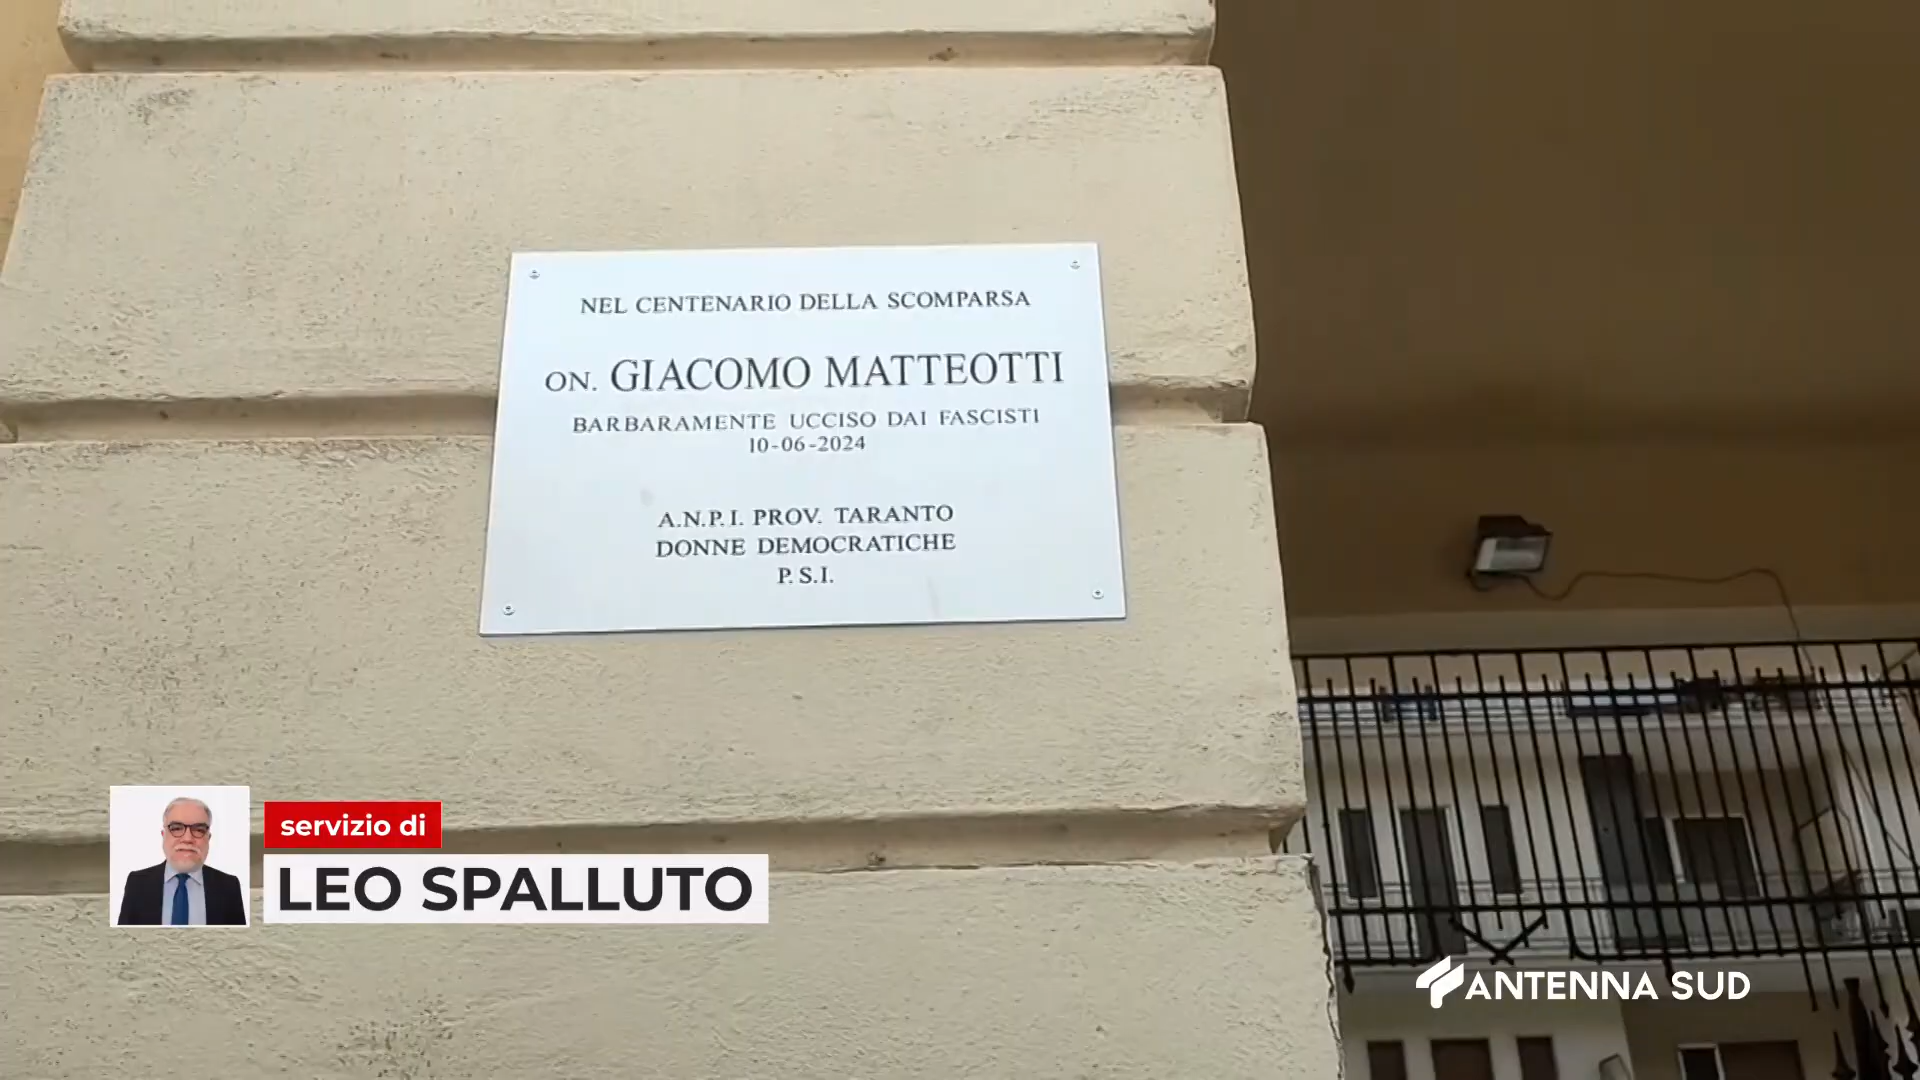 NEL CENTENARIO DELLA SCOMPARSA
ON. GIACOMO MATTEOTTI
BARBARAMENTE UCCISO DAI FASCISTI
10-06-2024
A.N.P.I. PROV. TARANTO
DONNE DEMOCRATICHE
P.S.I.
servizio di
LEO SPALLUTO
ANTENNA SUD